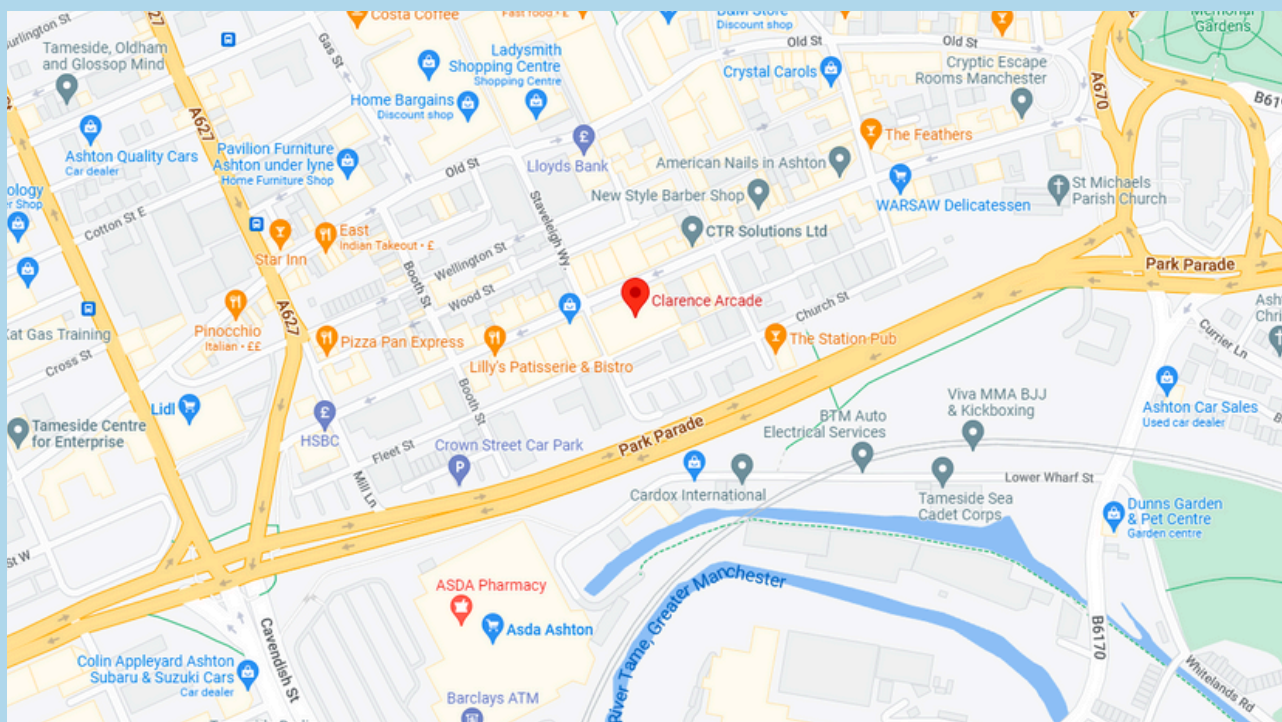 Costa Coffee
Fast food • £
D&M Store
Discount shop
Memorial
Gardens
Burlington St
Tameside, Oldham
and Glossop Mind
A627
Gas St
Ladysmith
Shopping Centre
Shopping Centre
Old St
Old St
Crystal Carols
Cryptic Escape
Rooms Manchester
A670
Home Bargains
Discount shop
A627
Ashton Quality Cars
Car dealer
Pavilion Furniture
Ashton under lyne
Home Furniture Shop
Old St
Lloyds Bank
The Feathers
American Nails in Ashton
New Style Barber Shop
WARSAW Delicatessen
St Michaels
Parish Church
Cotton St E
East
Indian Takeout • £
Star Inn
Staveleigh Wy.
Wellington St
CTR Solutions Ltd
Booth St
Wood St
Park Parade
Clarence Arcade
Church St
A627
Pinocchio
Italian • ££
Kat Gas Training
Cross St
Pizza Pan Express
Lilly's Patisserie & Bistro
The Station Pub
Currier Ln
Lidl
Booth St
Viva MMA BJJ
& Kickboxing
Ashton Car Sales
Used car dealer
Tameside Centre
for Enterprise
HSBC
Fleet St
Crown Street Car Park
Park Parade
BTM Auto
Electrical Services
Mill Ln
Cardox International
Lower Wharf St
Tameside Sea
Cadet Corps
Dunns Garden
& Pet Centre
Garden centre
St W
ASDA Pharmacy
River Tame, Greater Manchester
Asda Ashton
B6170
Cavendish St
Colin Appleyard Ashton
Subaru & Suzuki Cars
Car dealer
Barclays ATM
Whitelands Rd